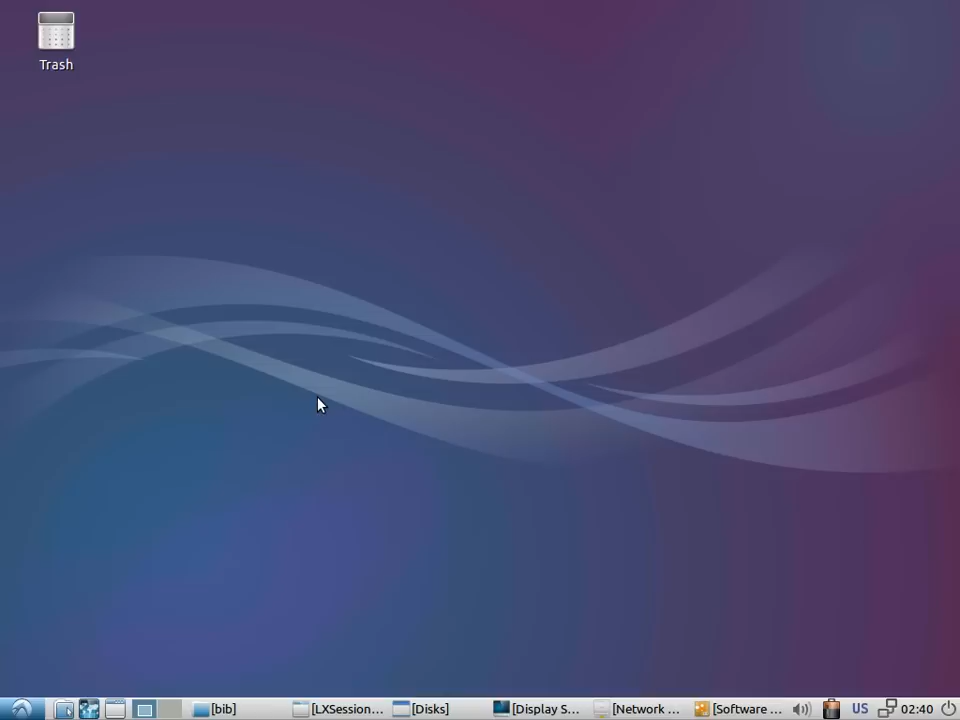 Trash
[bib]
[LXSession...
[Disks]
[Display S...
[Network ...
[Software ...
US
02:40